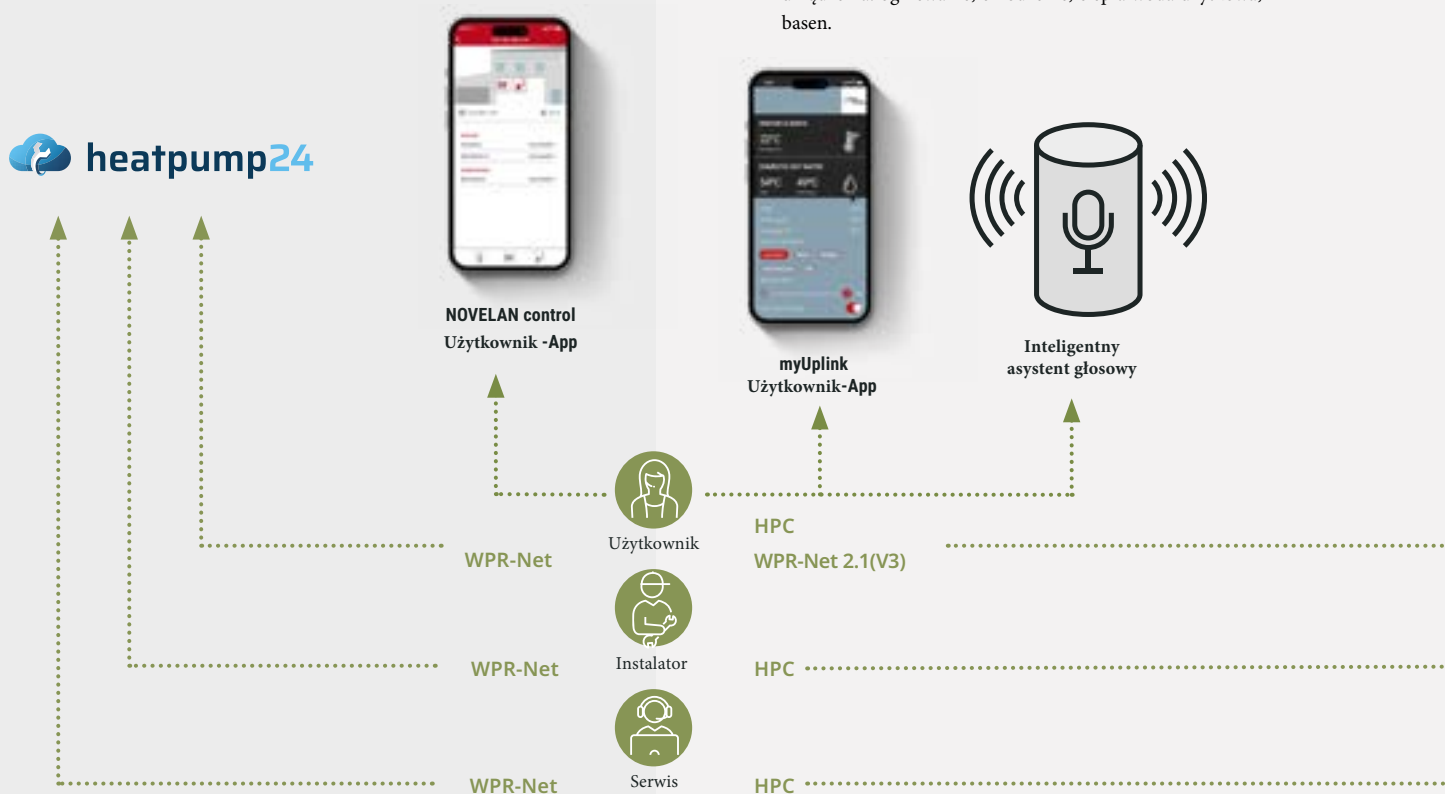 basen.
heatpump24
NOVELAN control
Użytkownik -App
myUplink
Użytkownik-App
Inteligentny
asystent głosowy
Użytkownik
WPR-Net
HPC
WPR-Net 2.1(V3)
Instalator
WPR-Net
HPC
Serwis
WPR-Net
HPC